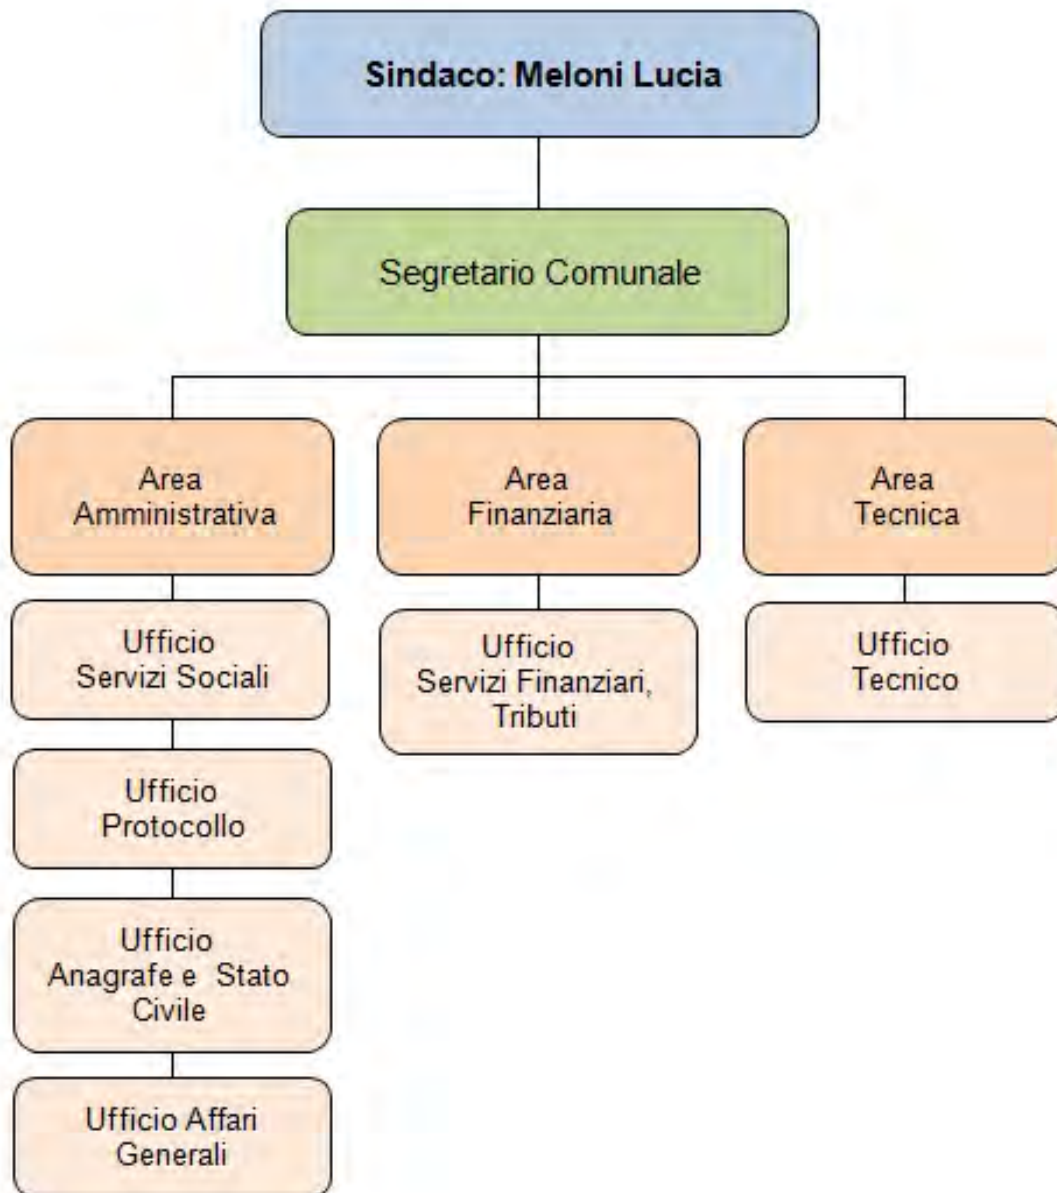 Sindaco: Meloni Lucia
Segretario Comunale
Area
Amministrativa
Area
Finanziaria
Area
Tecnica
Ufficio
Servizi Sociali
Ufficio
Protocollo
Ufficio
Anagrafe e  Stato
Civile
Ufficio Affari
Generali
Ufficio
Servizi Finanziari,
Tributi
Ufficio
Tecnico